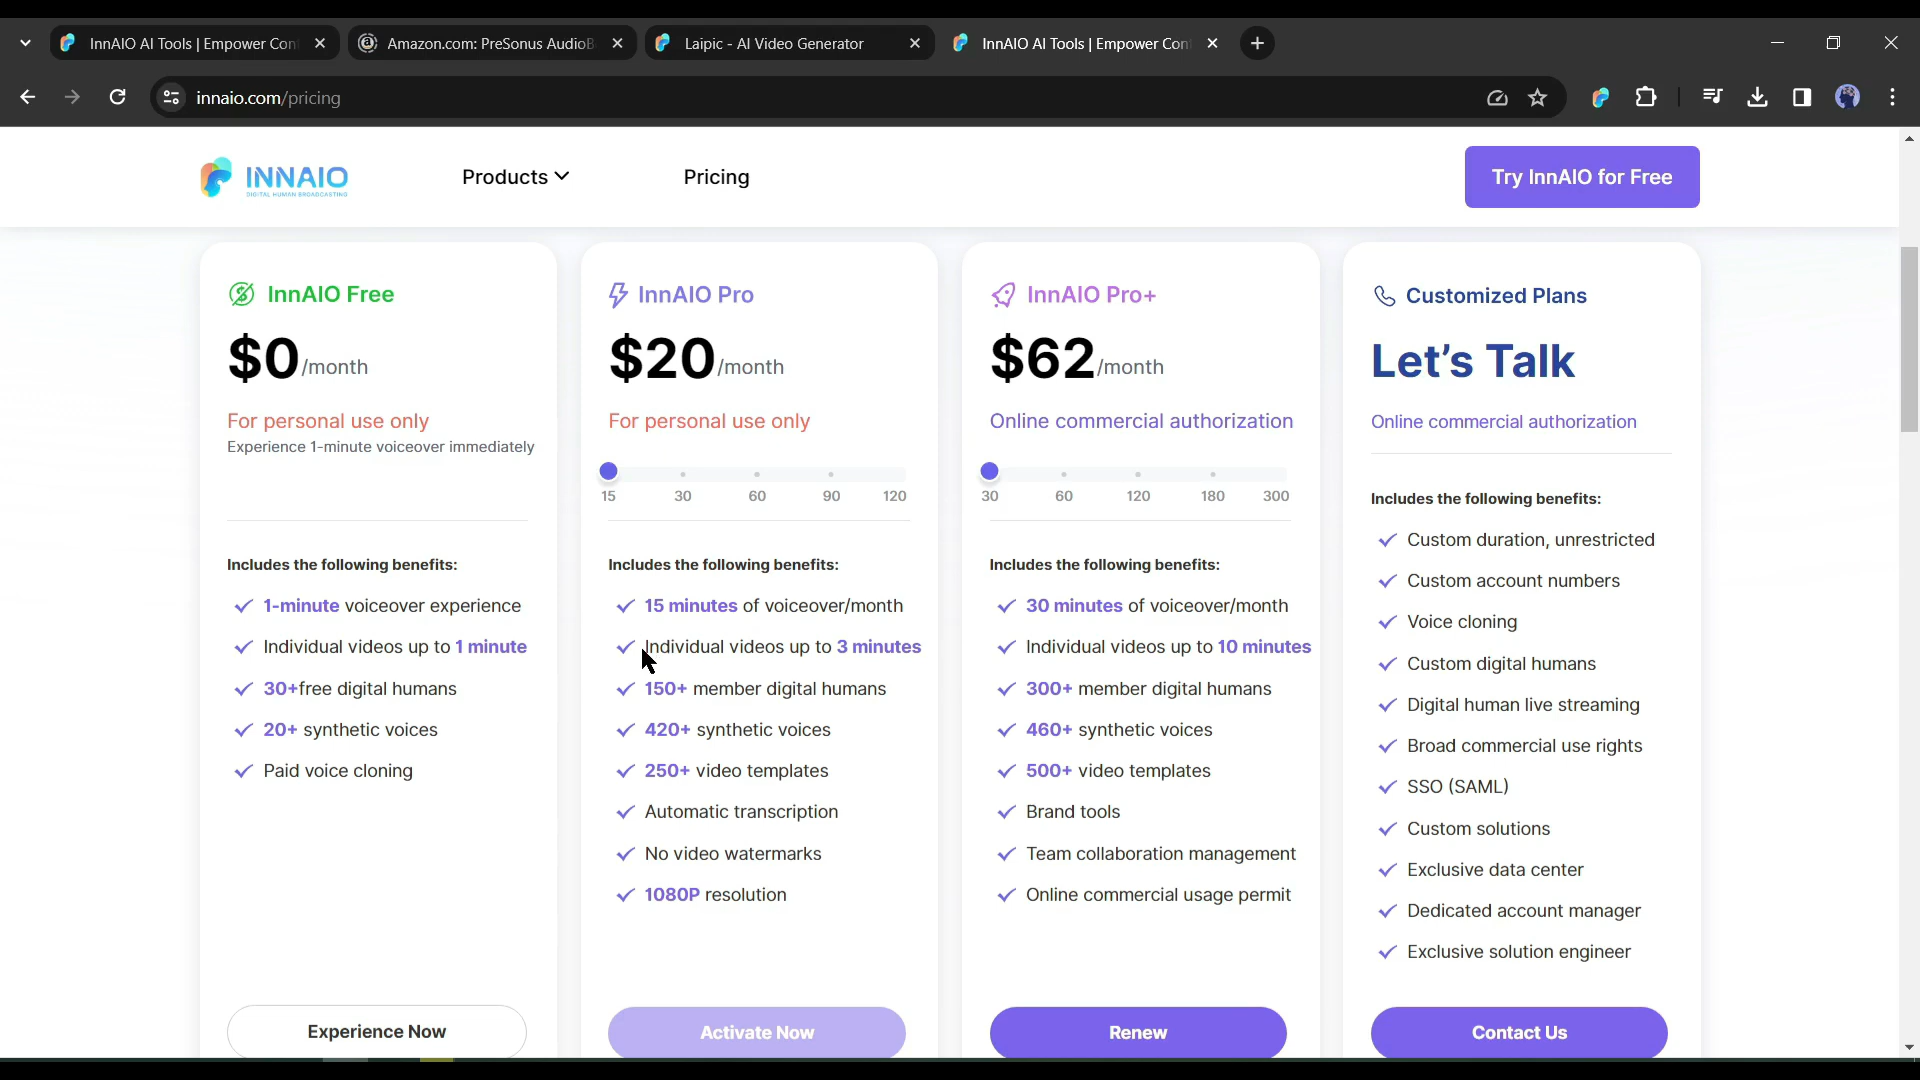 InnAIO AI Tools | Empower Con
Amazon.com: PreSonus AudioB
Laipic - AI Video Generator
InnAIO AI Tools | Empower Con
innaio.com/pricing
INNAIO
DIGITAL HUMAN BROADCASTING
Products
Pricing
Try InnAIO for Free
InnAIO Free
$0/month
For personal use only
Experience 1-minute voiceover immediately
Includes the following benefits:
1-minute voiceover experience
Individual videos up to 1 minute
30+free digital humans
20+ synthetic voices
Paid voice cloning
Experience Now
InnAIO Pro
$20/month
For personal use only
15 30 60 90 120
Includes the following benefits:
15 minutes of voiceover/month
Individual videos up to 3 minutes
150+ member digital humans
420+ synthetic voices
250+ video templates
Automatic transcription
No video watermarks
1080P resolution
Activate Now
InnAIO Pro+
$62/month
Online commercial authorization
30 60 120 180 300
Includes the following benefits:
30 minutes of voiceover/month
Individual videos up to 10 minutes
300+ member digital humans
460+ synthetic voices
500+ video templates
Brand tools
Team collaboration management
Online commercial usage permit
Renew
Customized Plans
Let's Talk
Online commercial authorization
Includes the following benefits:
Custom duration, unrestricted
Custom account numbers
Voice cloning
Custom digital humans
Digital human live streaming
Broad commercial use rights
SSO (SAML)
Custom solutions
Exclusive data center
Dedicated account manager
Exclusive solution engineer
Contact Us